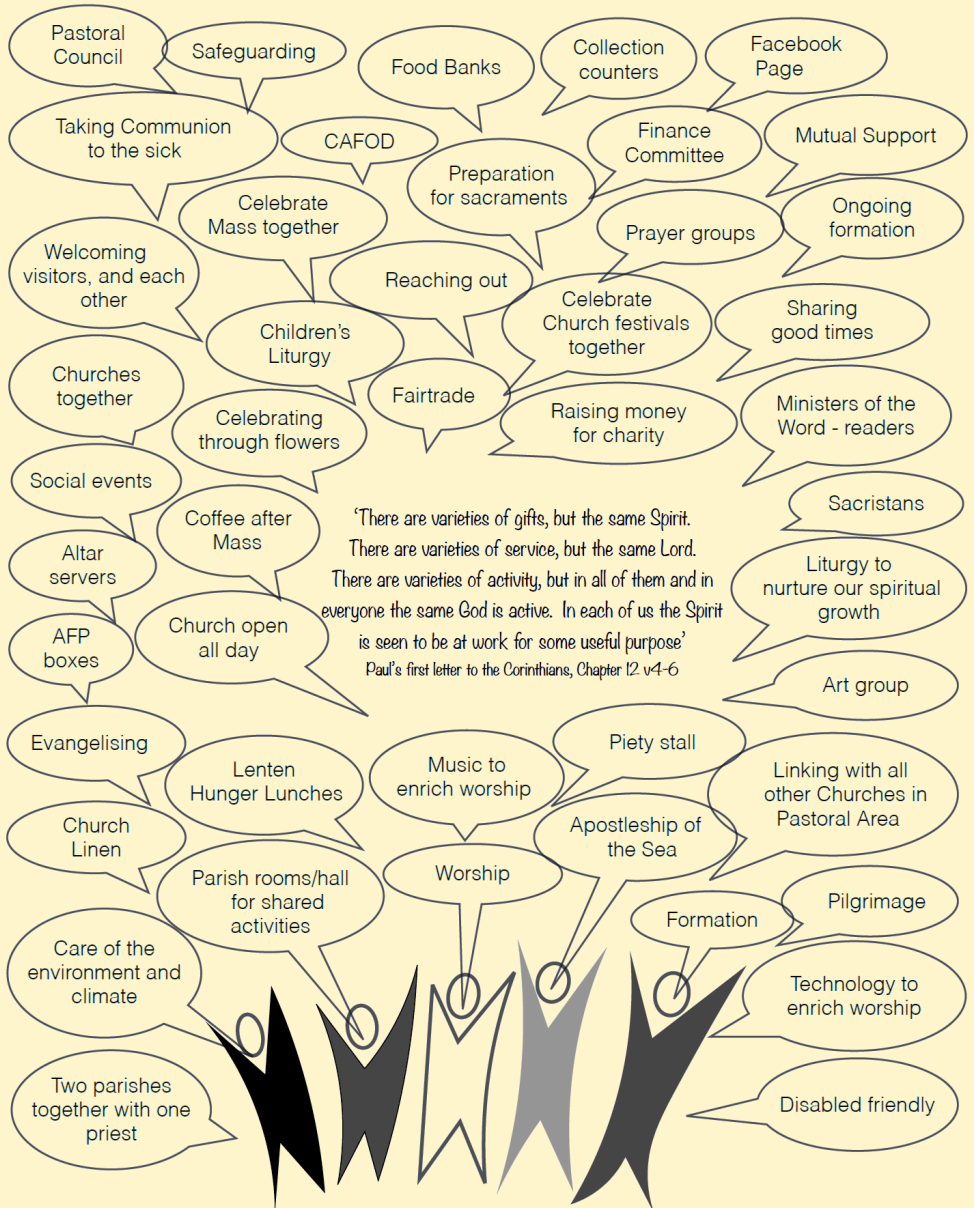 Pastoral
Council
Safeguarding
Food Banks
Collection
counters
Facebook
Page
Taking Communion
to the sick
CAFOD
Preparation
for sacraments
Finance
Committee
Mutual Support
Celebrate
Mass together
Prayer groups
Ongoing
formation
Welcoming
visitors, and each
other
Reaching out
Celebrate
Church festivals
together
Sharing
good times
Children's
Liturgy
Churches
together
Fairtrade
Raising money
for charity
Ministers of the
Word - readers
Celebrating
through flowers
Social events
Coffee after
Mass
Sacristans
'There are varieties of gifts, but the same Spirit.
There are varieties of service, but the same Lord.
There are varieties of activity, but in all of them and in
everyone the same God is active.  In each of us the Spirit
is seen to be at work for some useful purpose'
Paul's first letter to the Corinthians, Chapter 12 v4-6
Altar
servers
Liturgy to
nurture our spiritual
growth
AFP
boxes
Church open
all day
Art group
Evangelising
Lenten
Hunger Lunches
Music to
enrich worship
Piety stall
Linking with all
other Churches in
Pastoral Area
Church
Linen
Parish rooms/hall
for shared
activities
Worship
Apostleship of
the Sea
Formation
Pilgrimage
Care of the
environment and
climate
Technology to
enrich worship
Two parishes
together with one
priest
Disabled friendly